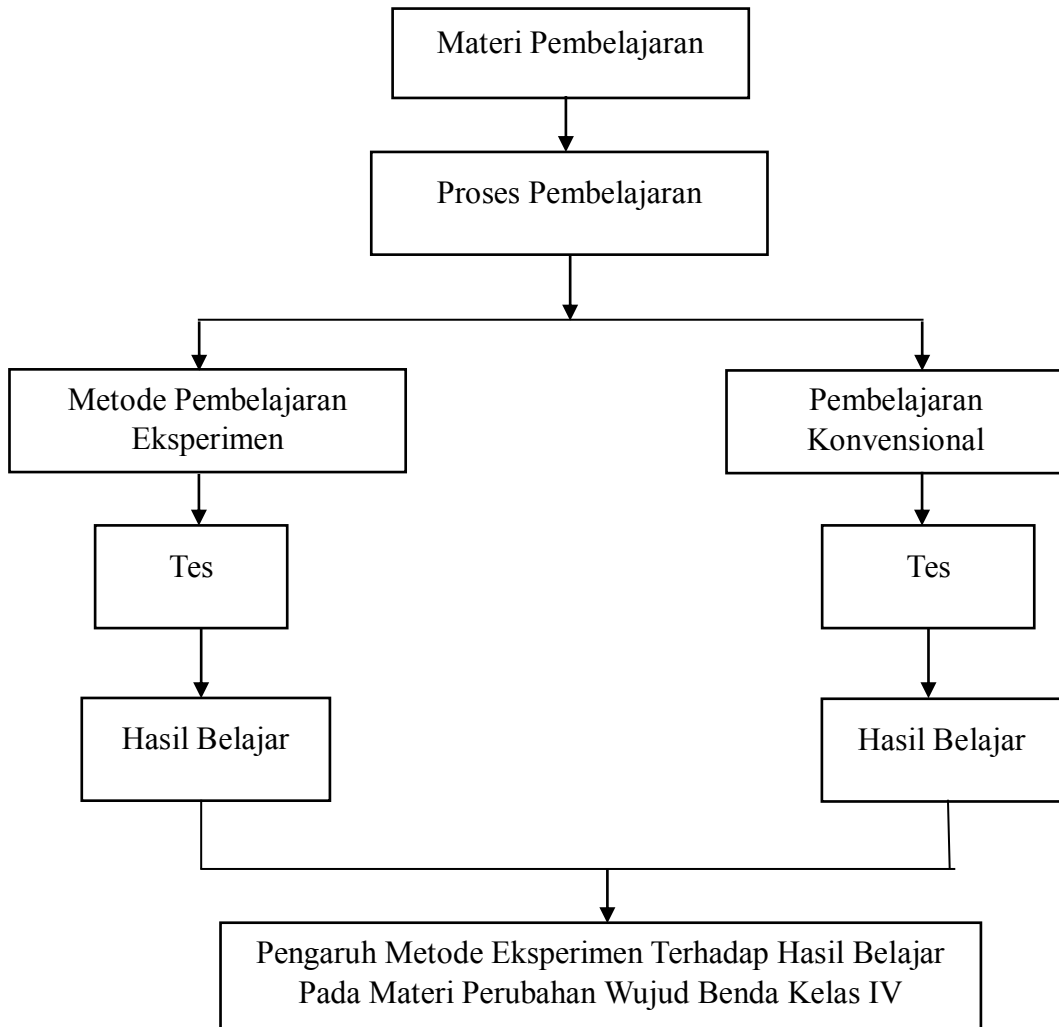 Materi Pembelajaran
Proses Pembelajaran
Metode Pembelajaran
Eksperimen
Pembelajaran
Konvensional
Tes
Tes
Hasil Belajar
Hasil Belajar
Pengaruh Metode Eksperimen Terhadap Hasil Belajar
Pada Materi Perubahan Wujud Benda Kelas IV